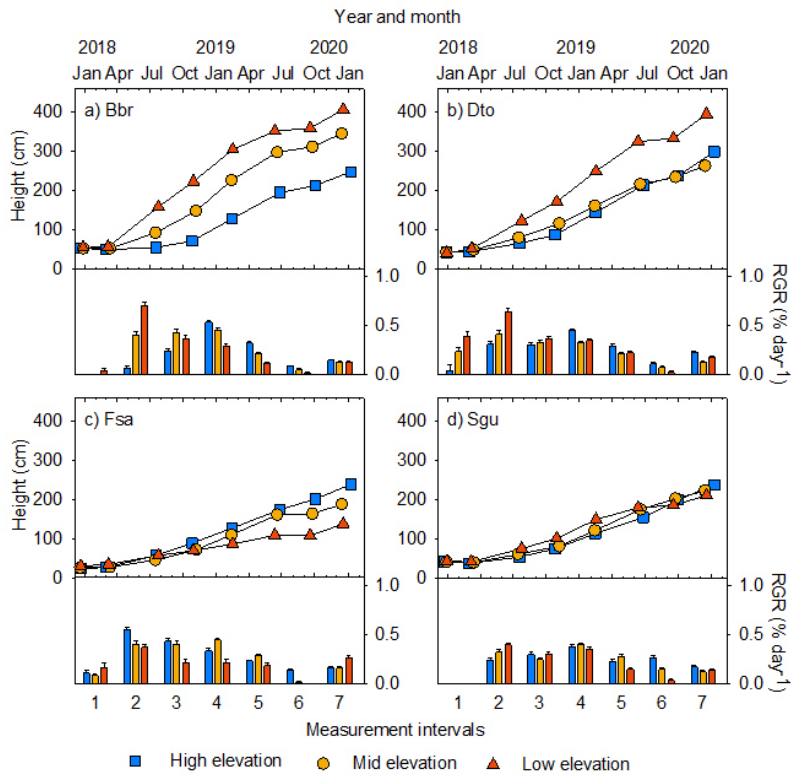 Year and month
2018 2019 2020 2018 2019 2020
Jan Apr Jul Oct Jan Apr Jul Oct Jan Jan Apr Jul Oct Jan Apr Jul Oct Jan
a) Bbr b) Dto
Height (cm)
400
300
200
100
0
400
300
200
100
0
1.0
0.5
0.0
1.0
0.5
0.0
RGR (% day-1)
c) Fsa d) Sgu
Height (cm)
400
300
200
100
0
400
300
200
100
0
1.0
0.5
0.0
1.0
0.5
0.0
RGR (% day-1)
1 2 3 4 5 6 7 1 2 3 4 5 6 7
Measurement intervals
High elevation Mid elevation Low elevation